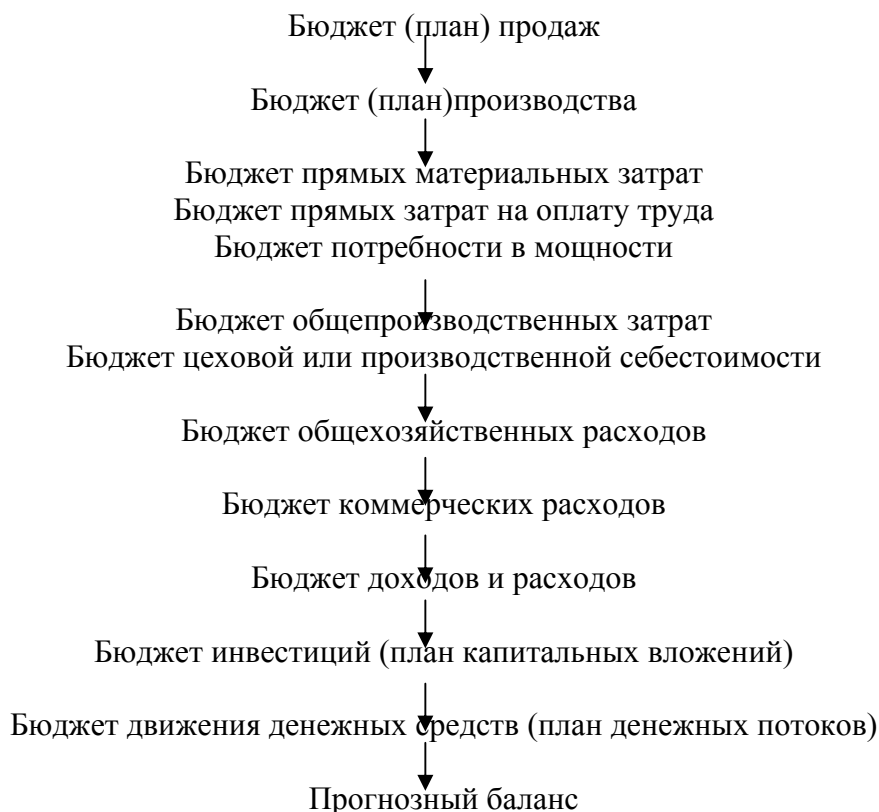 Бюджет (план) продаж
Бюджет (план)производства
Бюджет прямых материальных затрат
Бюджет прямых затрат на оплату труда
Бюджет потребности в мощности
Бюджет общепроизводственных затрат
Бюджет цеховой или производственной себестоимости
Бюджет общехозяйственных расходов
Бюджет коммерческих расходов
Бюджет доходов и расходов
Бюджет инвестиций (план капитальных вложений)
Бюджет движения денежных средств (план денежных потоков)
Прогнозный баланс